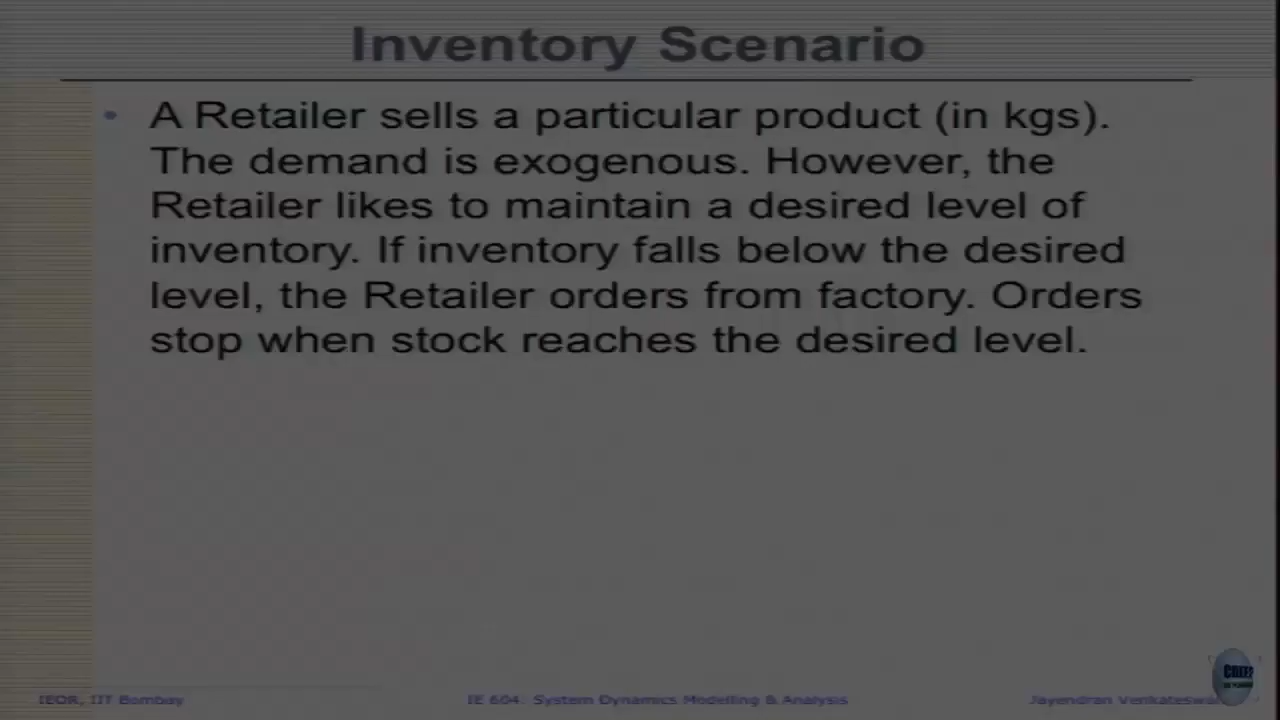 Inventory Scenario
• A Retailer sells a particular product (in kgs).
The demand is exogenous. However, the
Retailer likes to maintain a desired level of
inventory. If inventory falls below the desired
level, the Retailer orders from factory. Orders
stop when stock reaches the desired level.
IEOR, IIT Bombay
IE 604: System Dynamics Modelling & Analysis
Jayendran